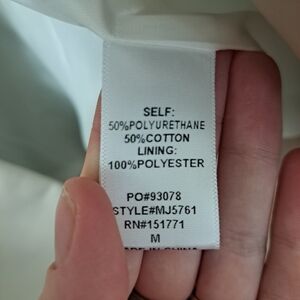 SELF:
50%POLYURETHANE
50%COTTON
LINING:
100%POLYESTER
PO#93078
STYLE#MJ5761
RN#151771
M